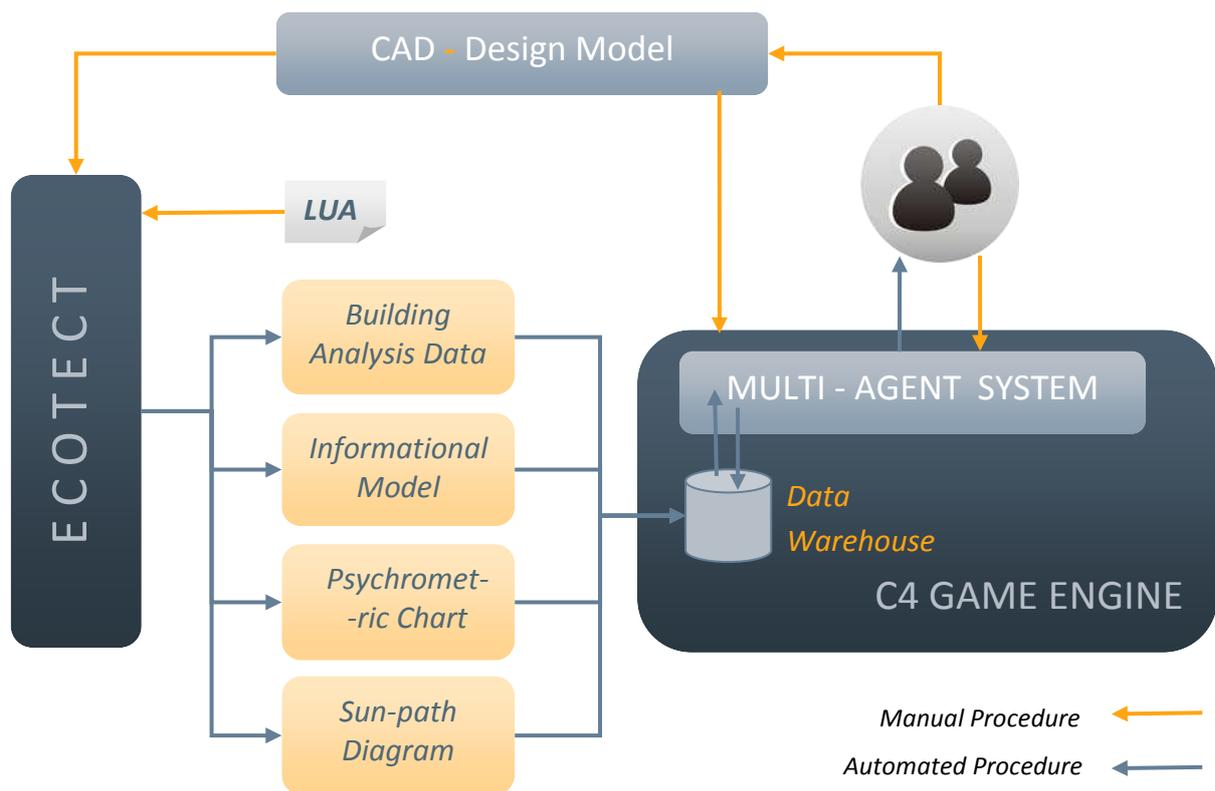 CAD - Design Model
LUA
ECOTECT
Building
Analysis Data
Informational
Model
Psychromet-
-ric Chart
Sun-path
Diagram
MULTI - AGENT SYSTEM
Data
Warehouse
C4 GAME ENGINE
Manual Procedure
Automated Procedure